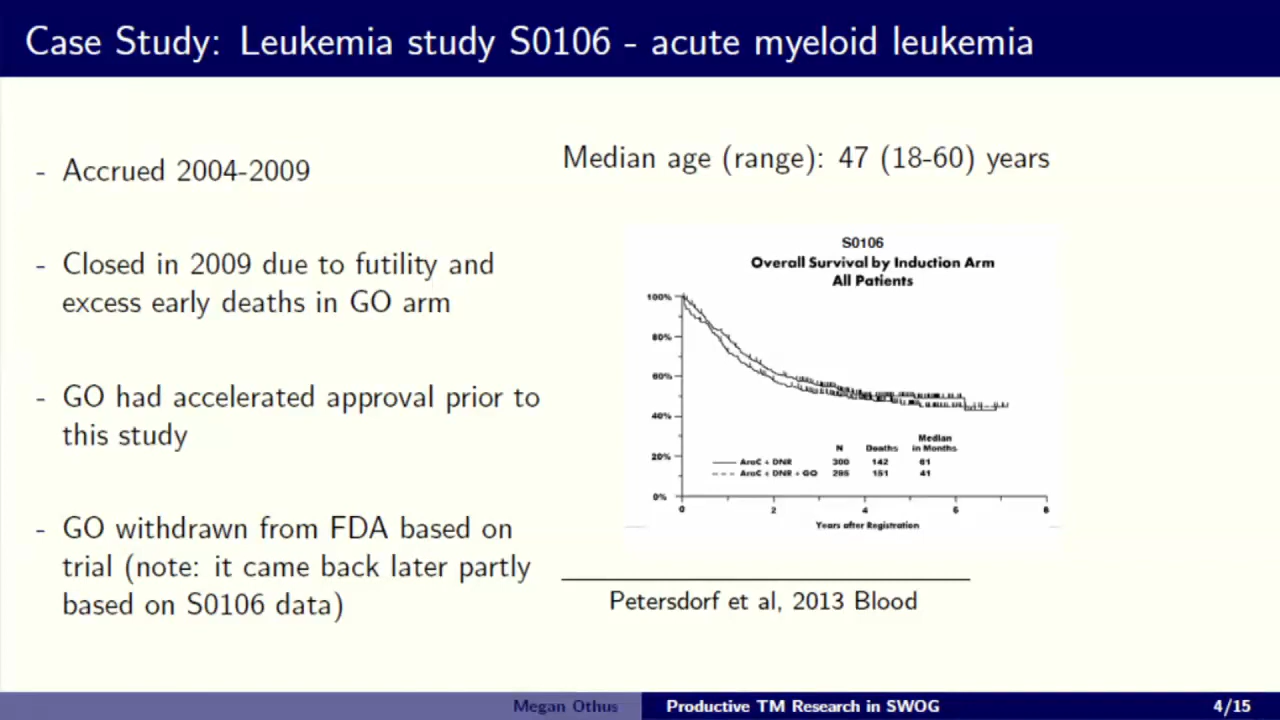 Case Study: Leukemia study S0106 - acute myeloid leukemia
- Accrued 2004-2009
- Closed in 2009 due to futility and
excess early deaths in GO arm
- GO had accelerated approval prior to
this study
- GO withdrawn from FDA based on
trial (note: it came back later partly
based on S0106 data)
Median age (range): 47 (18-60) years
S0106
Overall Survival by Induction Arm
All Patients
100%
80%
60%
40%
20%
0%
Median
N Deaths in Months
AraC + DNR 300 142 61
AraC + DNR + GO 295 151 41
0 2 4 6 8
Years after Registration
Petersdorf et al, 2013 Blood
Megan Othus Productive TM Research in SWOG 4/15